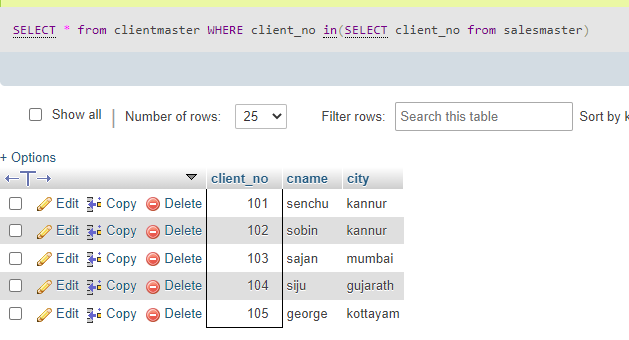 SELECT * from clientmaster WHERE client_no in(SELECT client_no from salesmaster)
Show all | Number of rows: 25 Filter rows: Search this table Sort by k
+ Options
←T→ client_no cname city
Edit Copy Delete 101 senchu kannur
Edit Copy Delete 102 sobin kannur
Edit Copy Delete 103 sajan mumbai
Edit Copy Delete 104 siju gujarath
Edit Copy Delete 105 george kottayam